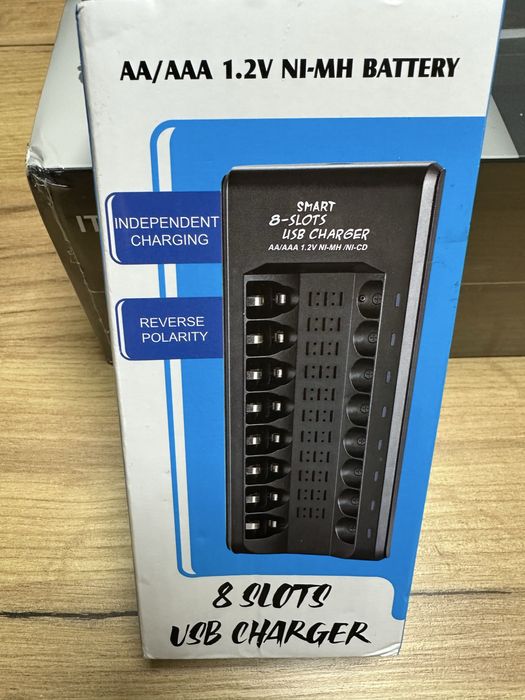 AA/AAA 1.2V NI-MH BATTERY
INDEPENDENT
CHARGING
REVERSE
POLARITY
SMART
8-SLOTS
USB CHARGER
AA/AAA 1.2V NI-MH /NI-CD
8 SLOTS
USB CHARGER
IT